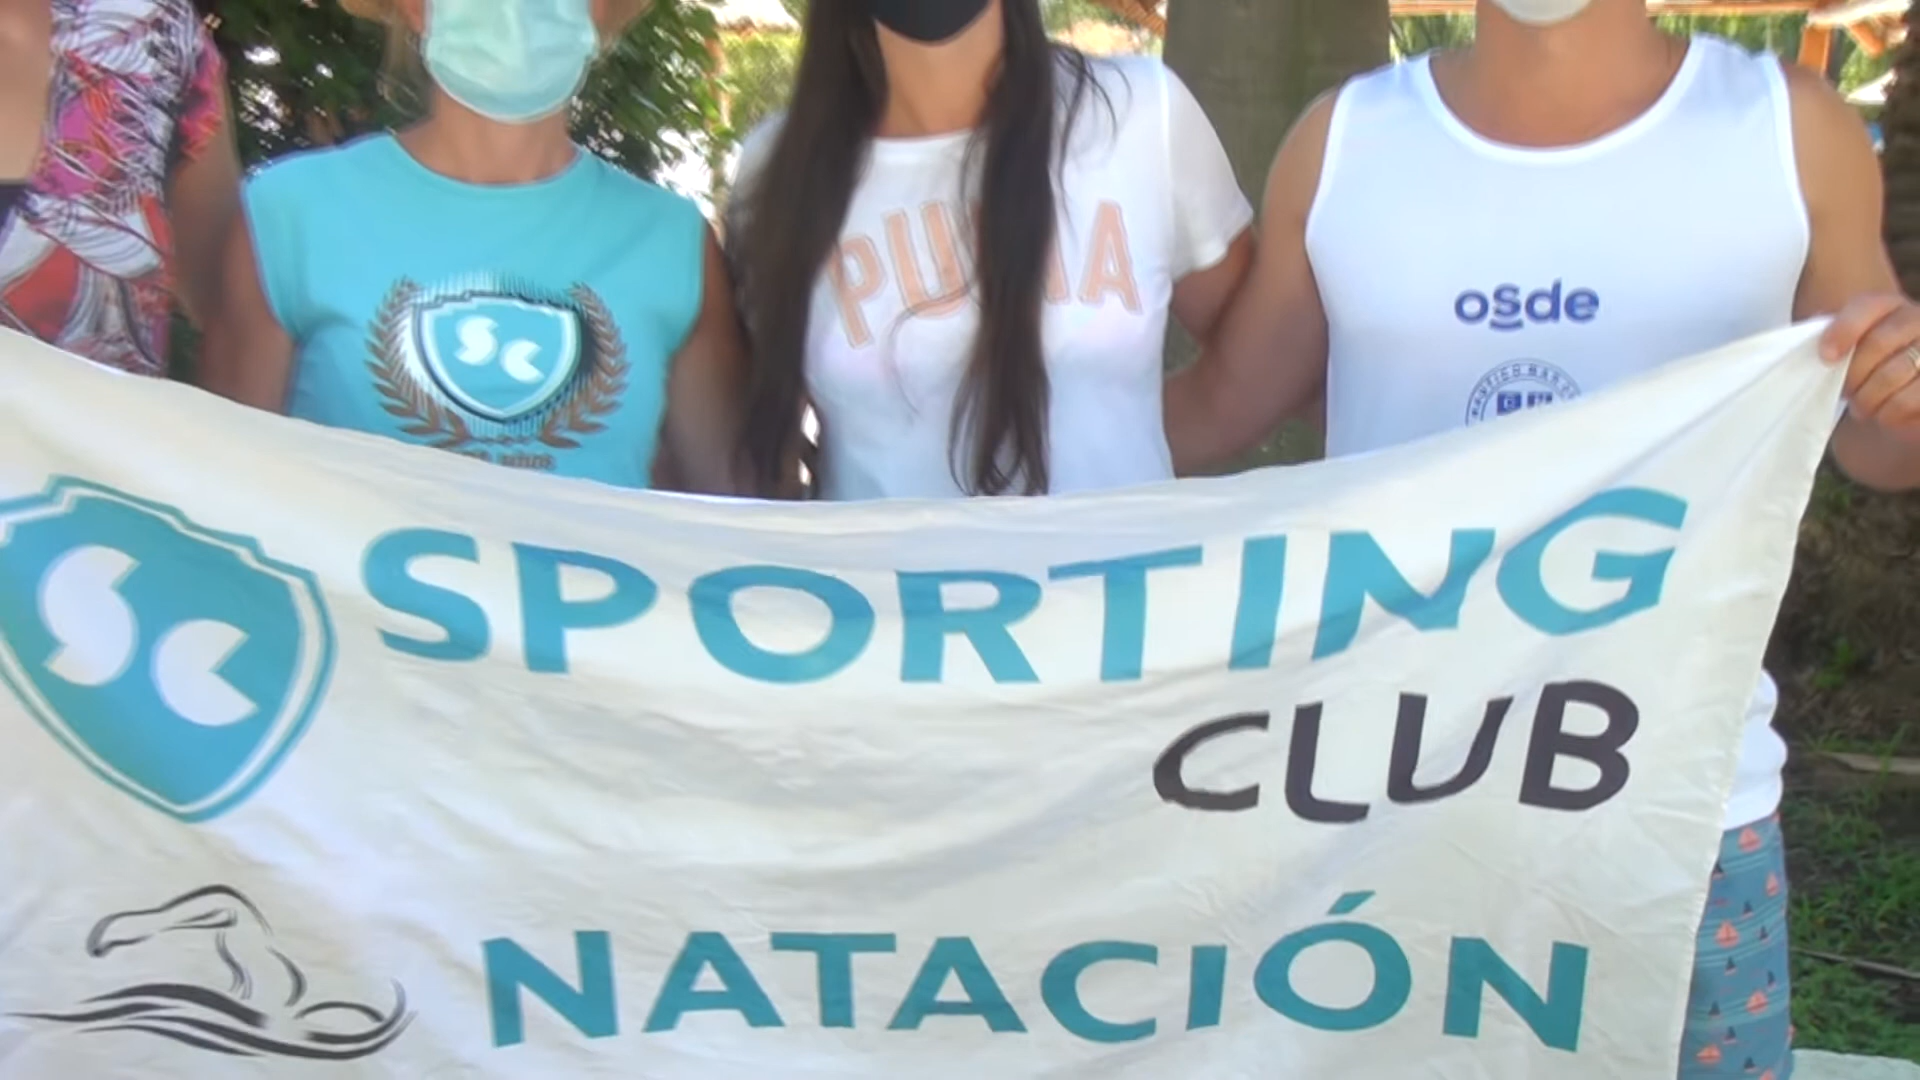 SC
PUMA
osde
SC
SPORTING
CLUB
NATACIÓN